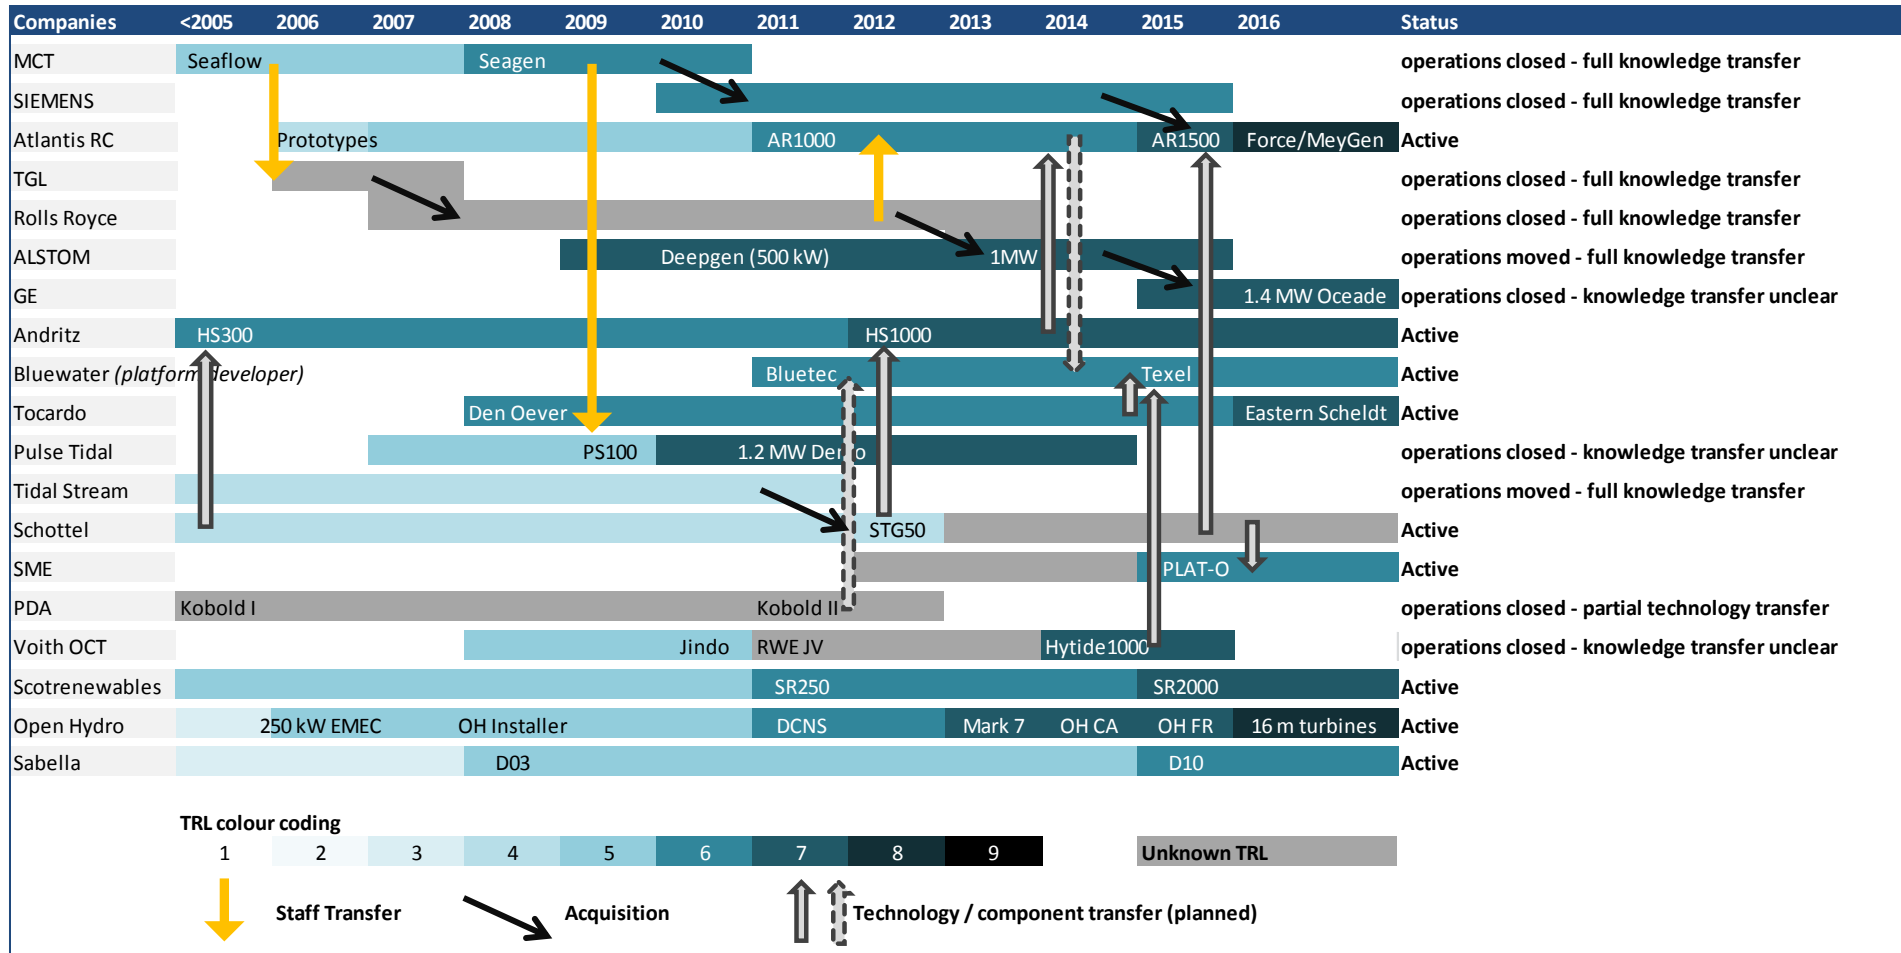 Companies <2005 2006 2007 2008 2009 2010 2011 2012 2013 2014 2015 2016 Status
MCT Seaflow Seagen operations closed - full knowledge transfer
SIEMENS operations closed - full knowledge transfer
Atlantis RC Prototypes AR1000 AR1500 Force/MeyGen Active
TGL operations closed - full knowledge transfer
Rolls Royce operations closed - full knowledge transfer
ALSTOM Deepgen (500 kW) 1MW operations moved - full knowledge transfer
GE 1.4 MW Oceade operations closed - knowledge transfer unclear
Andritz HS300 HS1000 Active
Bluewater (platform developer) Bluetec Texel Active
Tocardo Den Oever Eastern Scheldt Active
Pulse Tidal PS100 1.2 MW Demo operations closed - knowledge transfer unclear
Tidal Stream operations moved - full knowledge transfer
Schottel STG50 Active
SME PLAT-O Active
PDA Kobold I Kobold II operations closed - partial technology transfer
Voith OCT Jindo RWE JV Hytide1000 operations closed - knowledge transfer unclear
Scotrenewables SR250 SR2000 Active
Open Hydro 250 kW EMEC OH Installer DCNS Mark 7 OH CA OH FR 16 m turbines Active
Sabella D03 D10 Active
TRL colour coding
1 2 3 4 5 6 7 8 9 Unknown TRL
Staff Transfer Acquisition Technology / component transfer (planned)